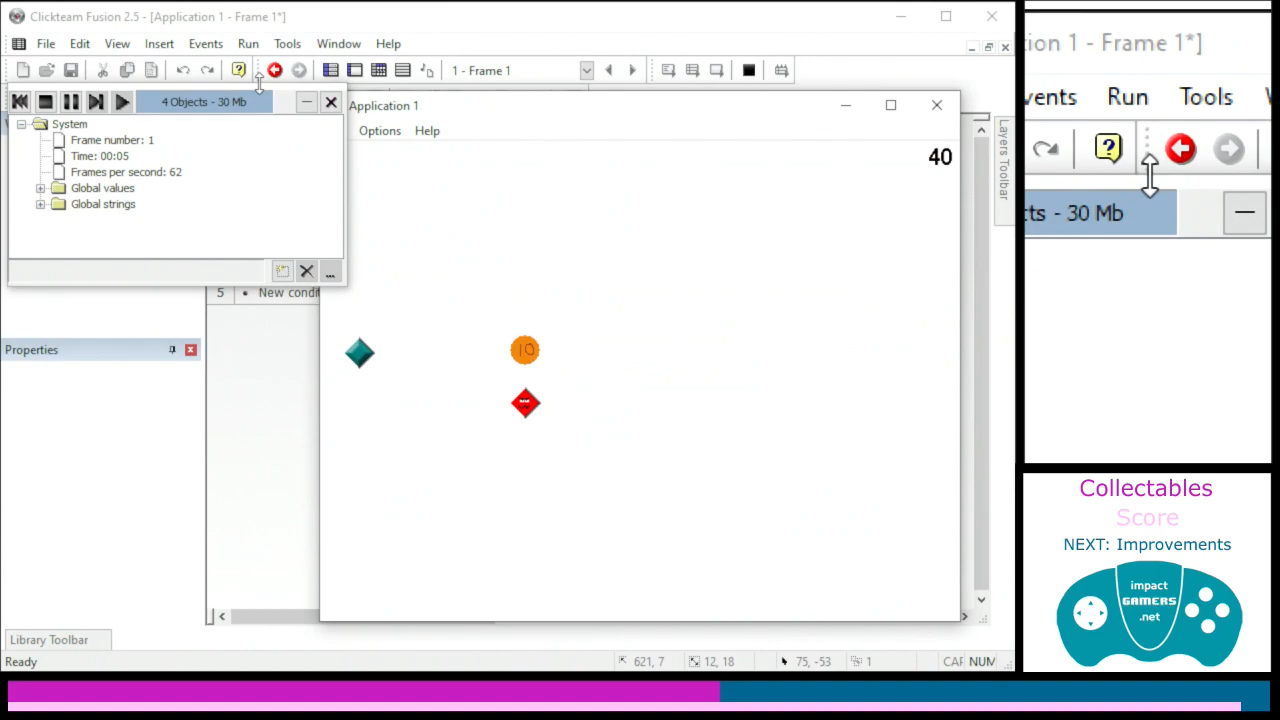 Clickteam Fusion 2.5 - [Application 1 - Frame 1*]
File Edit View Insert Events Run Tools Window Help
1 - Frame 1
4 Objects - 30 Mb
System
Frame number: 1
Time: 00:05
Frames per second: 62
Global values
Global strings
...
5 • New condit
Application 1
Options Help
40
10
Layers Toolbar
Properties
Library Toolbar
Ready
621, 7
12, 18
75, -53
1
CAP NUM
ion 1 - Frame 1*]
vents Run Tools
cts - 30 Mb
Collectables
Score
NEXT: Improvements
impact
GAMERS
.net